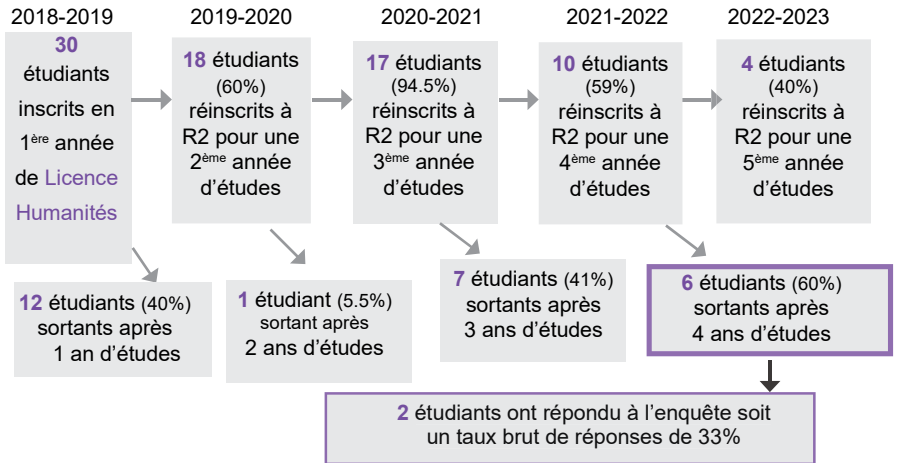 2018-2019
2019-2020
2020-2021
2021-2022
2022-2023
30
étudiants
inscrits en
1ère année
de Licence
Humanités
18 étudiants
(60%)
réinscrits à
R2 pour une
2ème année
d’études
17 étudiants
(94.5%)
réinscrits à
R2 pour une
3ème année
d’études
10 étudiants
(59%)
réinscrits à
R2 pour une
4ème année
d’études
4 étudiants
(40%)
réinscrits à
R2 pour une
5ème année
d’études
12 étudiants (40%)
sortants après
1 an d’études
1 étudiant (5.5%)
sortant après
2 ans d’études
7 étudiants (41%)
sortants après
3 ans d’études
6 étudiants (60%)
sortants après
4 ans d’études
2 étudiants ont répondu à l’enquête soit
un taux brut de réponses de 33%